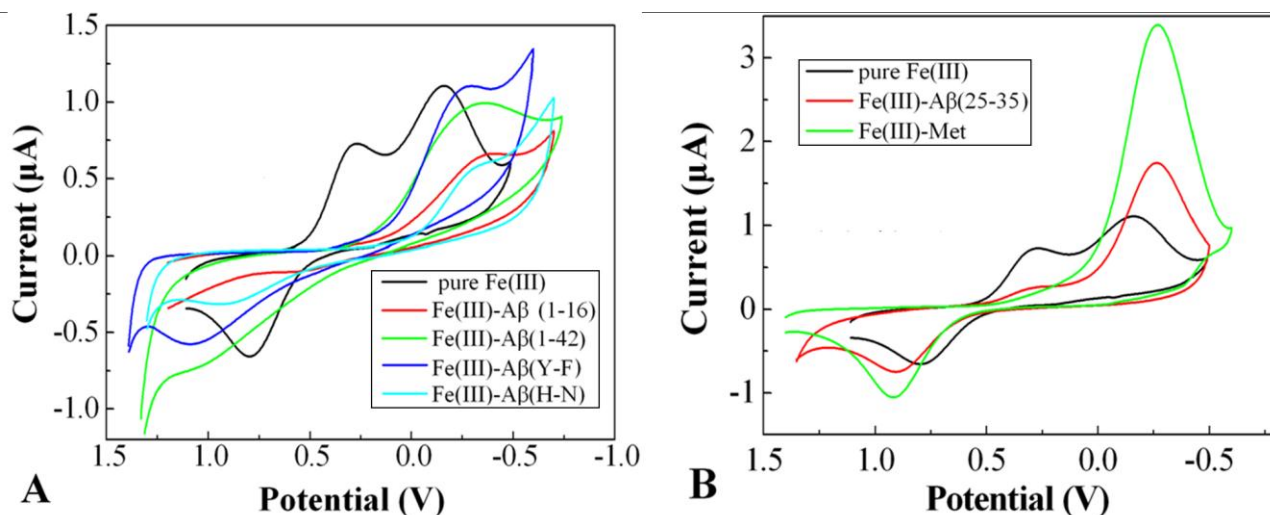 1.5
1.0
0.5
0.0
-0.5
-1.0
Current (µA)
pure Fe(III)
Fe(III)-Aβ (1-16)
Fe(III)-Aβ(1-42)
Fe(III)-Aβ(Y-F)
Fe(III)-Aβ(H-N)
1.5 1.0 0.5 0.0 -0.5 -1.0
A
Potential (V)
3
2
1
0
-1
Current (µA)
pure Fe(III)
Fe(III)-Aβ(25-35)
Fe(III)-Met
1.5 1.0 0.5 0.0 -0.5
B
Potential (V)